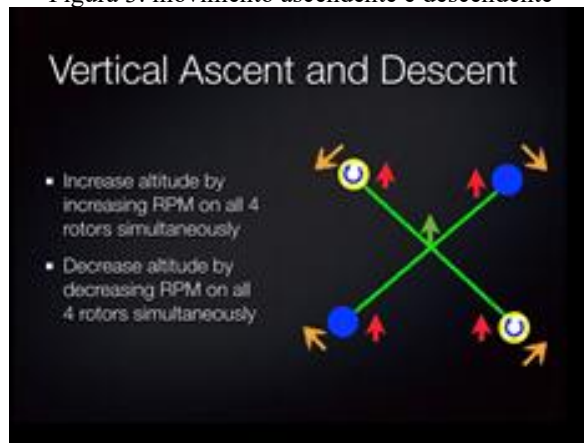 Figura 3: movimento ascendente e descendente
Vertical Ascent and Descent
Increase altitude by
increasing RPM on all 4
rotors simultaneously
Decrease altitude by
decreasing RPM on all
4 rotors simultaneously